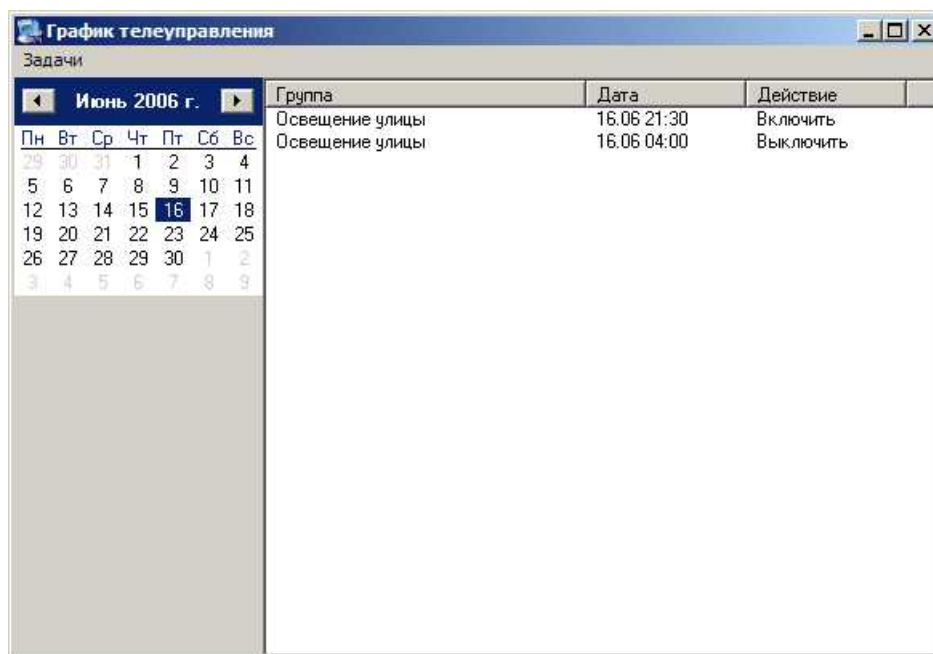 График телеуправления
Задачи
Июнь 2006 г.
Пн Вт Ср Чт Пт Сб Вс
29 30 31 1 2 3 4
5 6 7 8 9 10 11
12 13 14 15 16 17 18
19 20 21 22 23 24 25
26 27 28 29 30 1 2
3 4 5 6 7 8 9
Группа Дата Действие
Освещение улицы 16.06 21:30 Включить
Освещение улицы 16.06 04:00 Выключить